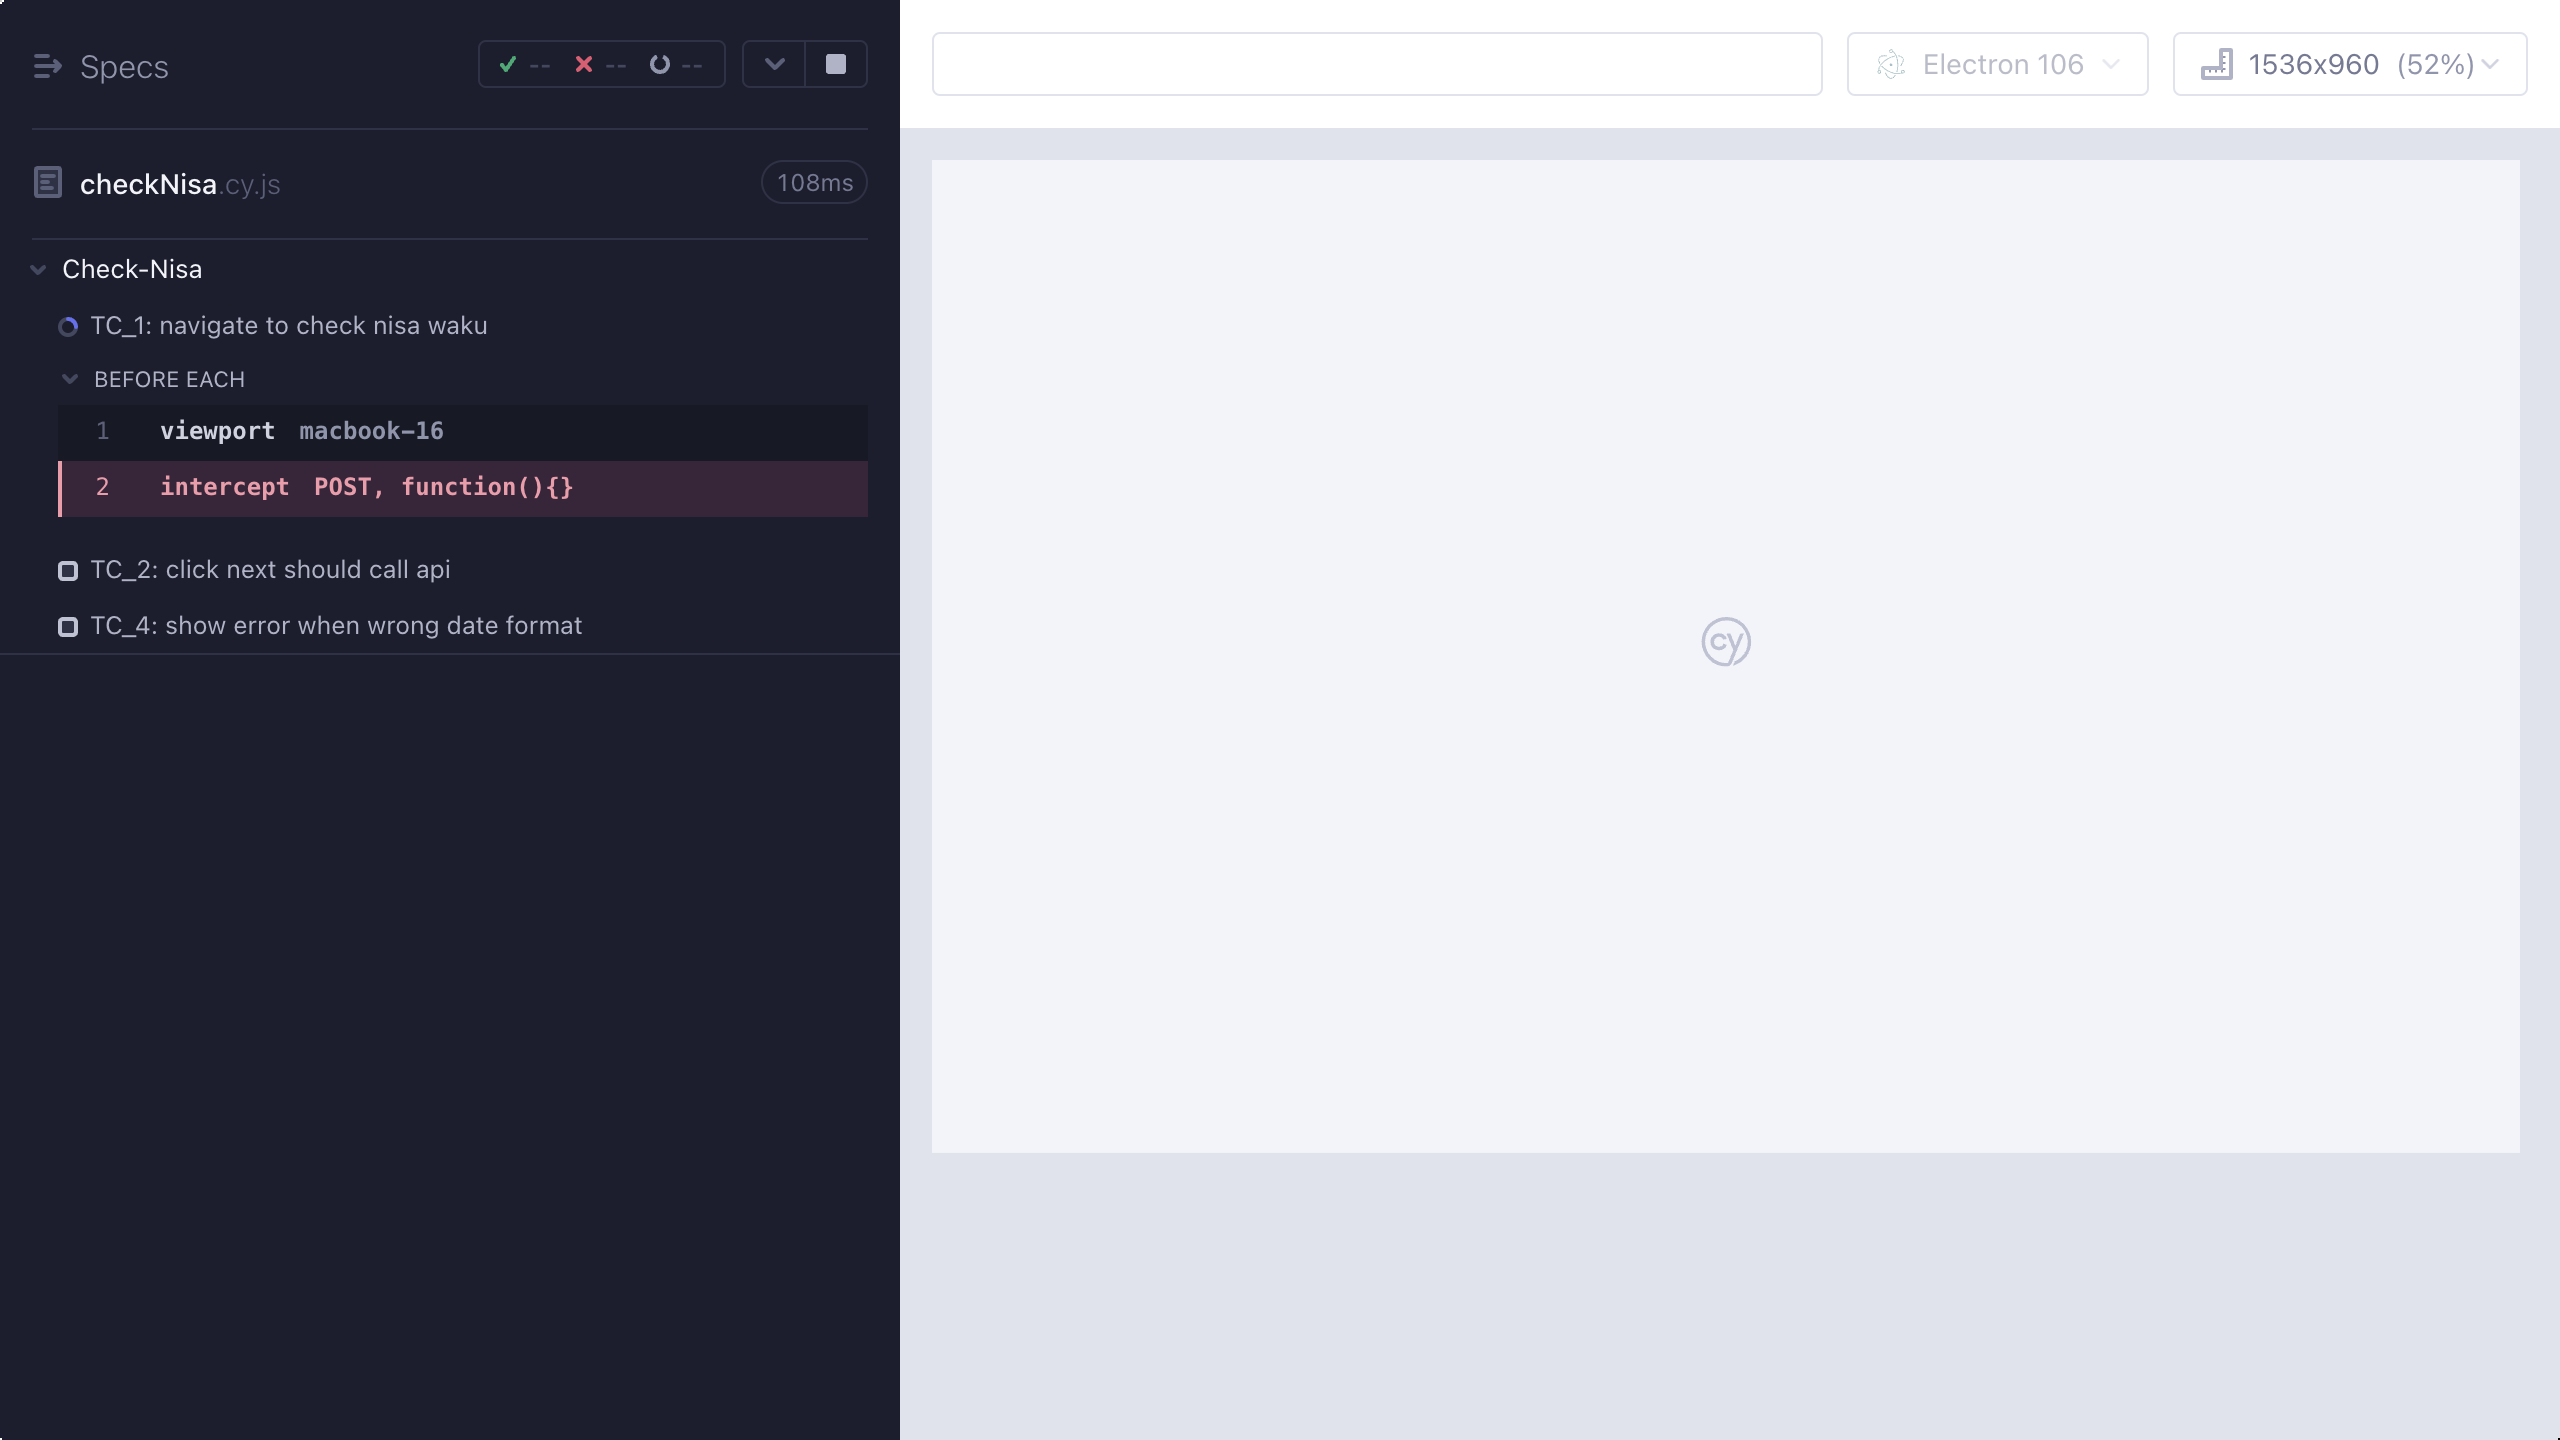 Specs
-- -- --
checkNisa.cy.js
108ms
Check-Nisa
TC_1: navigate to check nisa waku
BEFORE EACH
1 viewport macbook-16
2 intercept POST, function(){}
TC_2: click next should call api
TC_4: show error when wrong date format
Electron 106
1536x960 (52%)
cy